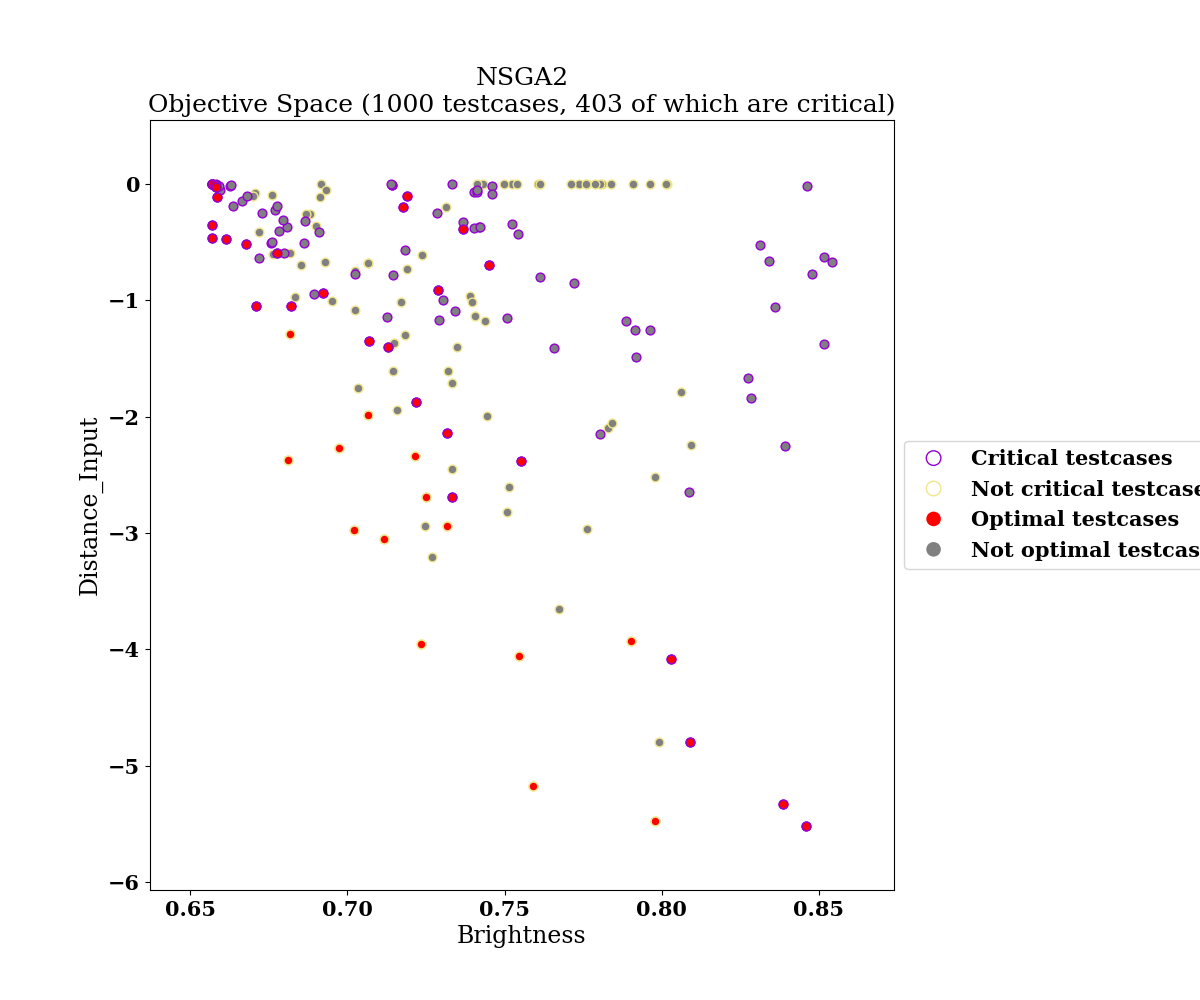 NSGA2
Objective Space (1000 testcases, 403 of which are critical)
0
−1
−2
−3
−4
−5
−6
Distance_Input
0.65 0.70 0.75 0.80 0.85
Brightness
Critical testcases
Not critical testcase
Optimal testcases
Not optimal testcas